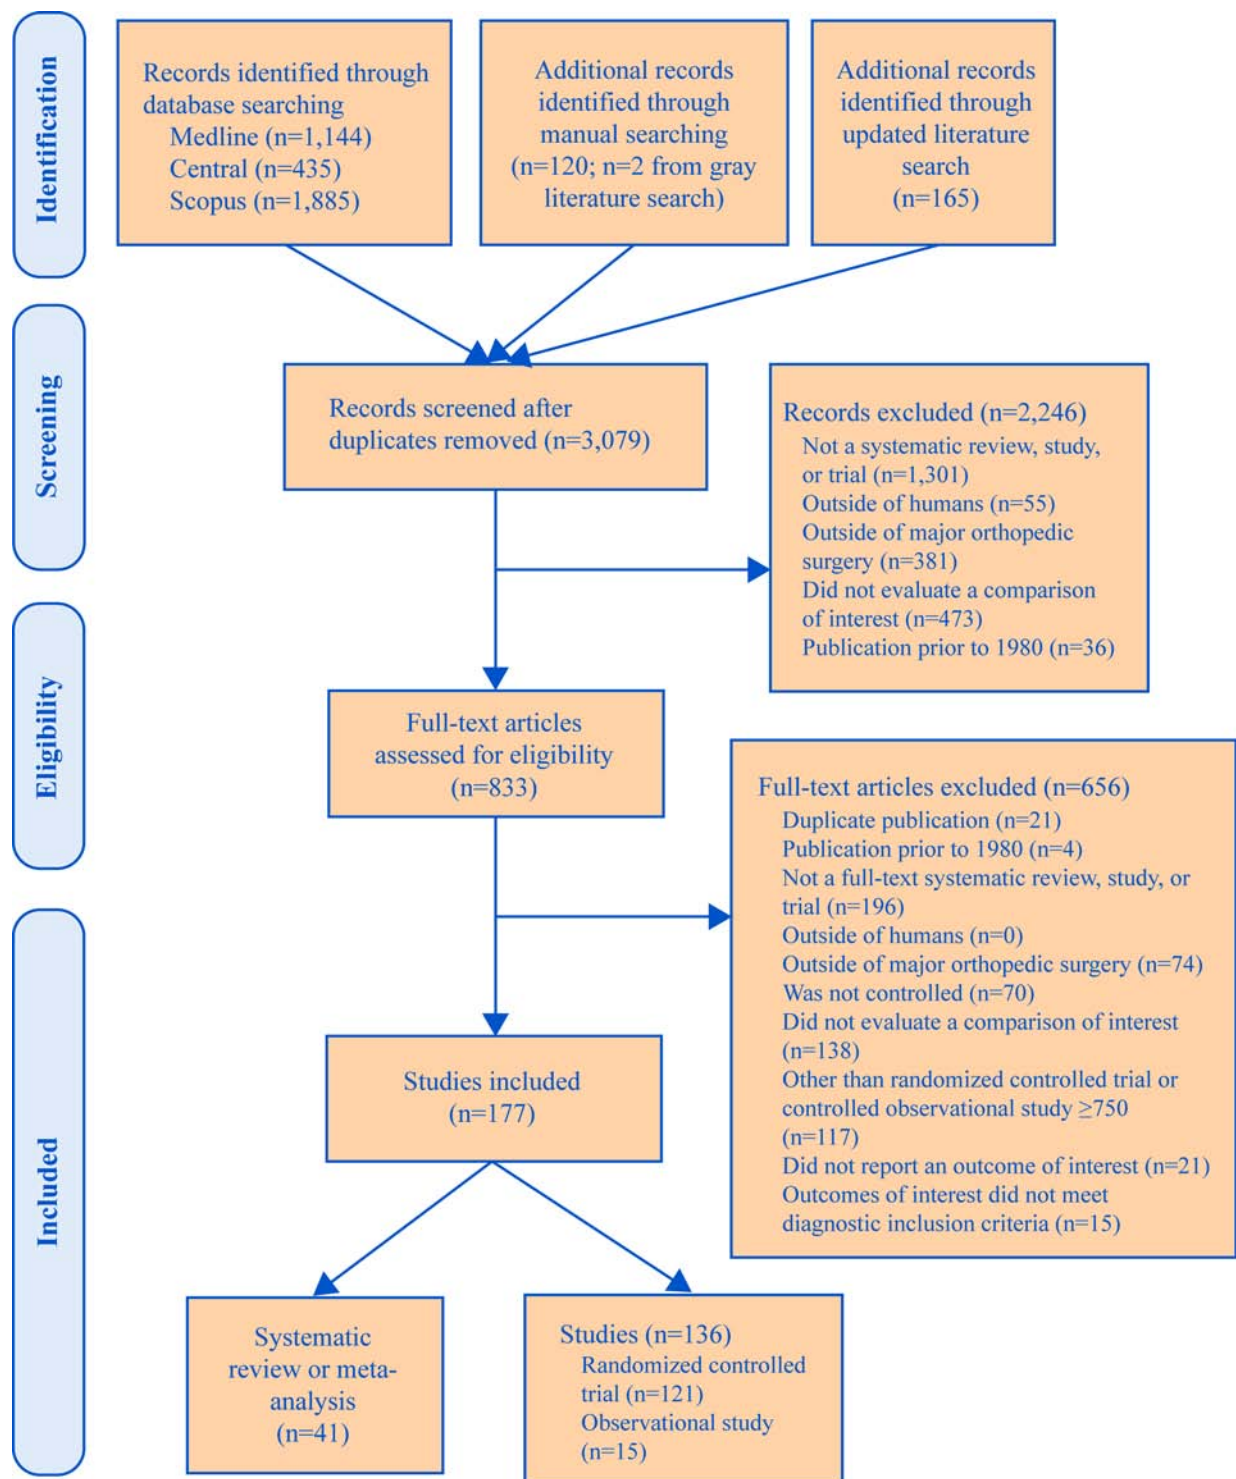 Identification
Records identified through
database searching
Medline (n=1,144)
Central (n=435)
Scopus (n=1,885)
Additional records
identified through
manual searching
(n=120; n=2 from gray
literature search)
Additional records
identified through
updated literature
search
(n=165)
Screening
Records screened after
duplicates removed (n=3,079)
Records excluded (n=2,246)
Not a systematic review, study,
or trial (n=1,301)
Outside of humans (n=55)
Outside of major orthopedic
surgery (n=381)
Did not evaluate a comparison
of interest (n=473)
Publication prior to 1980 (n=36)
Eligibility
Full-text articles
assessed for eligibility
(n=833)
Full-text articles excluded (n=656)
Duplicate publication (n=21)
Publication prior to 1980 (n=4)
Not a full-text systematic review, study, or
trial (n=196)
Outside of humans (n=0)
Outside of major orthopedic surgery (n=74)
Was not controlled (n=70)
Did not evaluate a comparison of interest
(n=138)
Other than randomized controlled trial or
controlled observational study ≥750
(n=117)
Did not report an outcome of interest (n=21)
Outcomes of interest did not meet
diagnostic inclusion criteria (n=15)
Included
Studies included
(n=177)
Systematic
review or meta-
analysis
(n=41)
Studies (n=136)
Randomized controlled
trial (n=121)
Observational study
(n=15)